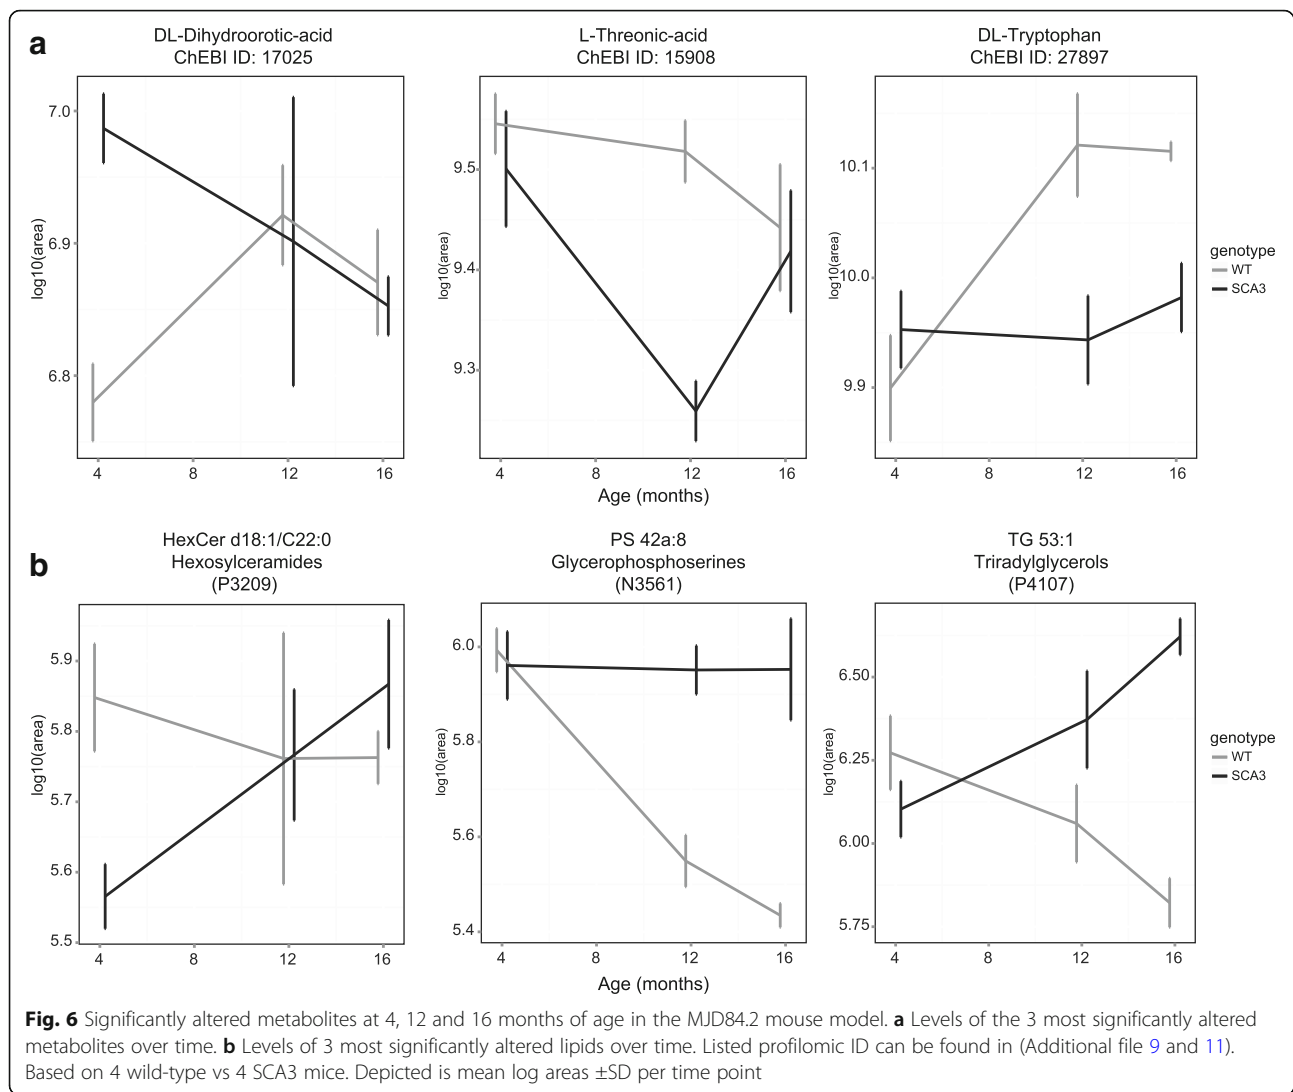 a
DL-Dihydroorotic-acid
ChEBI ID: 17025
L-Threonic-acid
ChEBI ID: 15908
DL-Tryptophan
ChEBI ID: 27897
log10(area)
7.0
6.9
6.8
4 8 12 16
log10(area)
9.5
9.4
9.3
4 8 12 16
Age (months)
log10(area)
10.1
10.0
9.9
4 8 12 16
genotype
WT
SCA3
b
HexCer d18:1/C22:0
Hexosylceramides
(P3209)
PS 42a:8
Glycerophosphoserines
(N3561)
TG 53:1
Triradylglycerols
(P4107)
log10(area)
5.9
5.8
5.7
5.6
5.5
4 8 12 16
log10(area)
6.0
5.8
5.6
5.4
4 8 12 16
Age (months)
log10(area)
6.50
6.25
6.00
5.75
4 8 12 16
genotype
WT
SCA3
Fig. 6 Significantly altered metabolites at 4, 12 and 16 months of age in the MJD84.2 mouse model. a Levels of the 3 most significantly altered
metabolites over time. b Levels of 3 most significantly altered lipids over time. Listed profilomic ID can be found in (Additional file 9 and 11).
Based on 4 wild-type vs 4 SCA3 mice. Depicted is mean log areas ±SD per time point